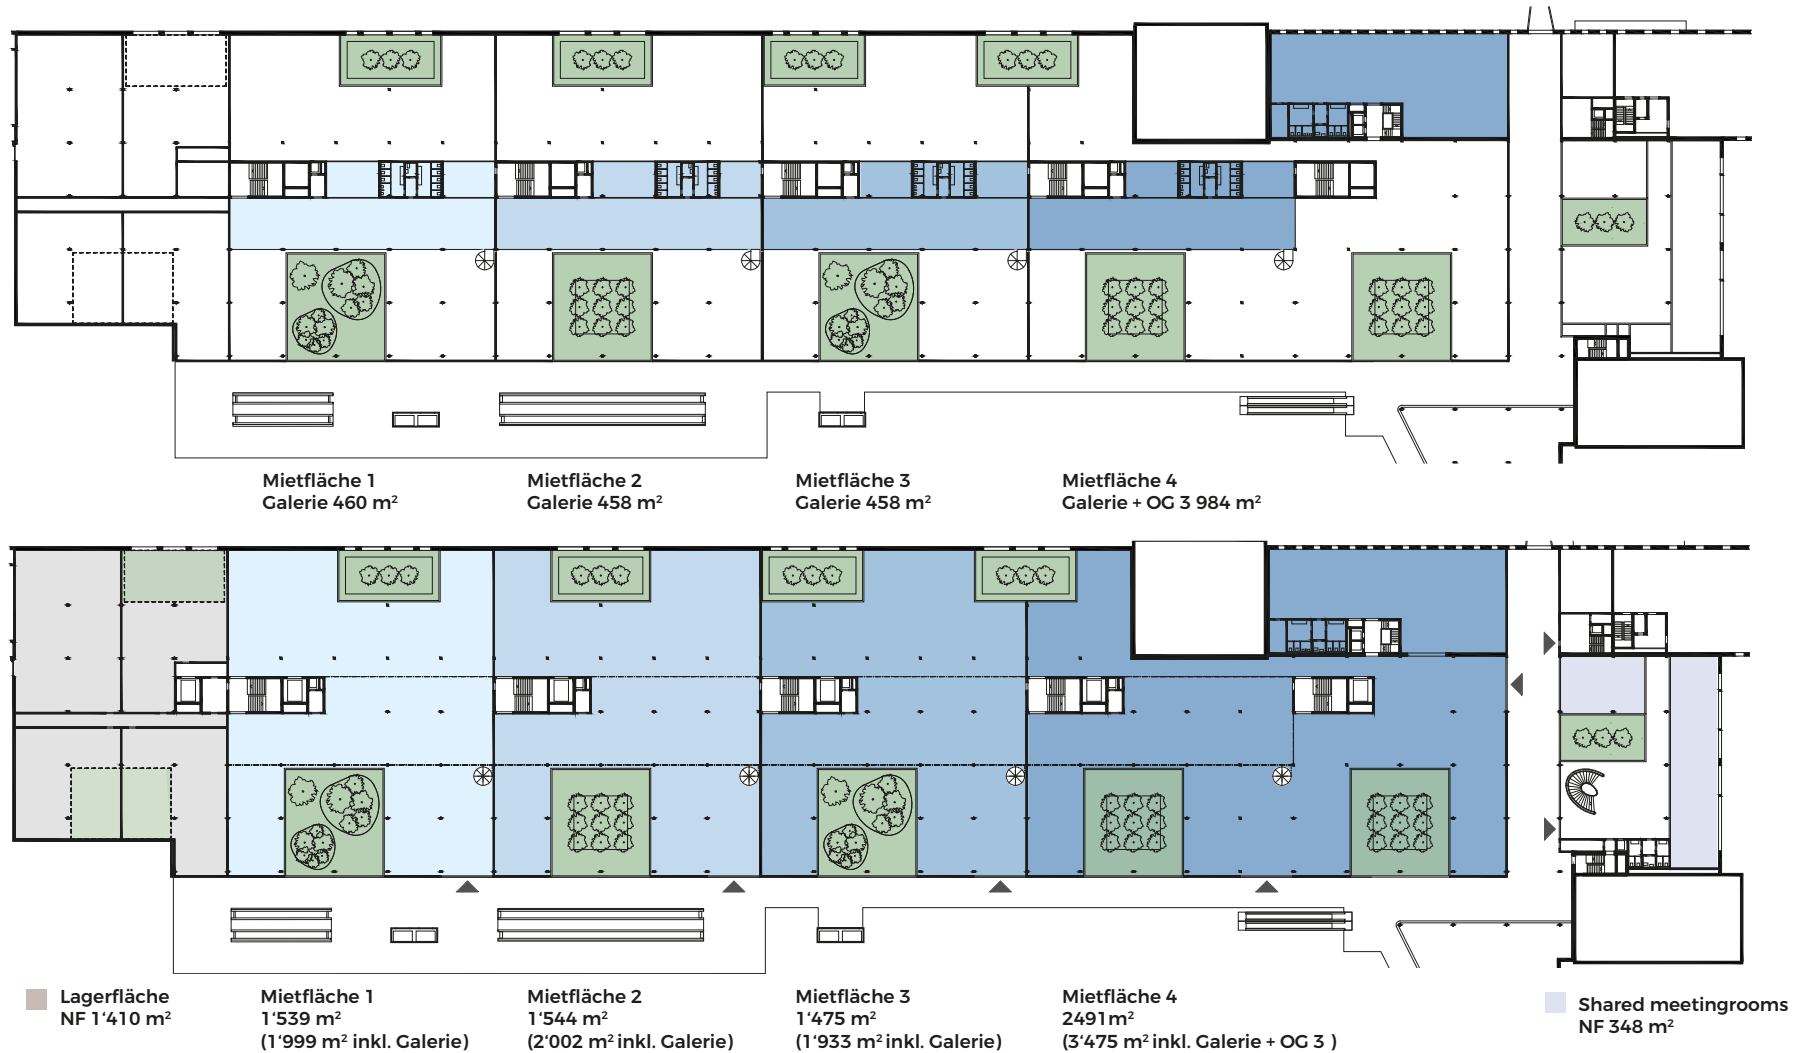 Mietfläche 1
Galerie 460 m²
Mietfläche 2
Galerie 458 m²
Mietfläche 3
Galerie 458 m²
Mietfläche 4
Galerie + OG 3 984 m²
Lagerfläche
NF 1‘410 m²
Mietfläche 1
1‘539 m²
(1‘999 m² inkl. Galerie)
Mietfläche 2
1‘544 m²
(2‘002 m² inkl. Galerie)
Mietfläche 3
1‘475 m²
(1‘933 m² inkl. Galerie)
Mietfläche 4
2491m²
(3‘475 m² inkl. Galerie + OG 3 )
Shared meetingrooms
NF 348 m²